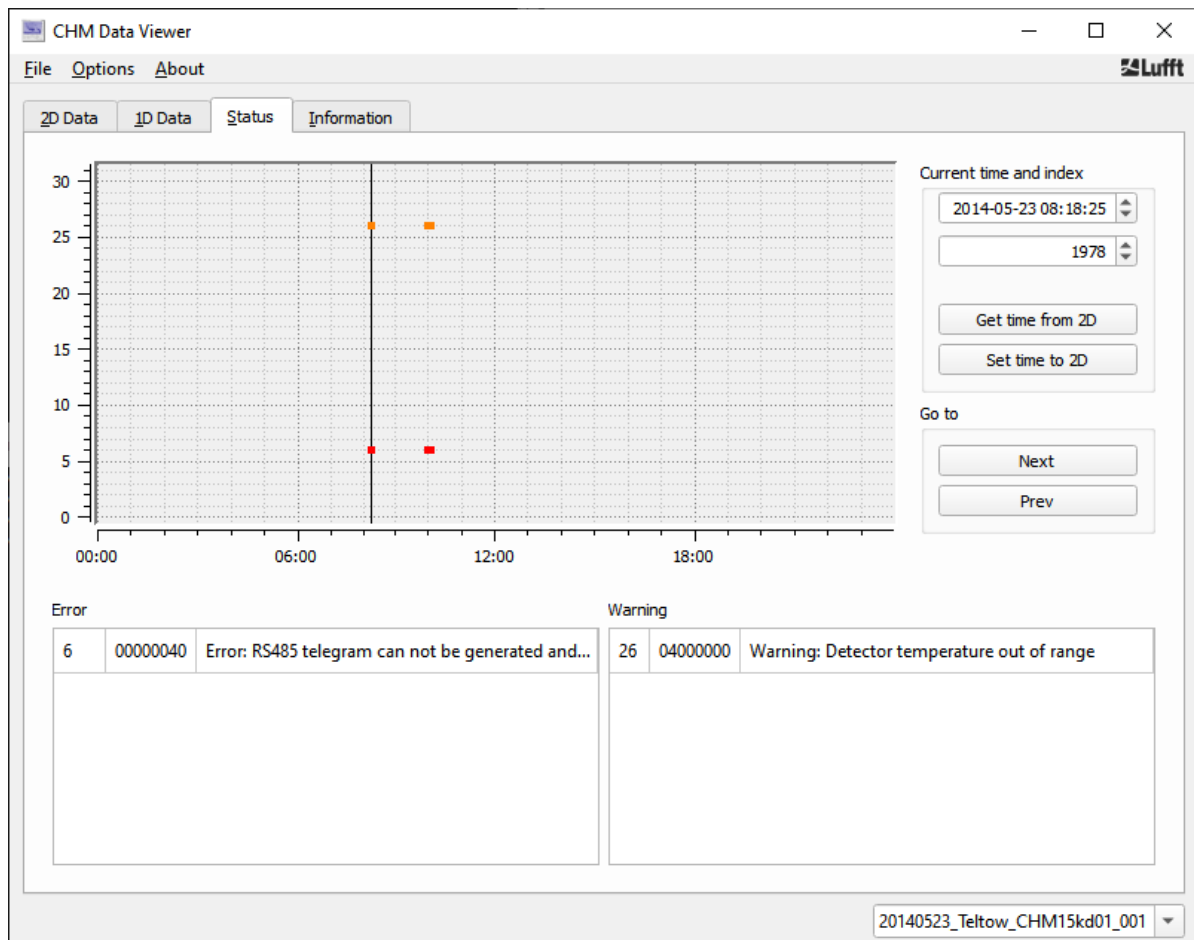 CHM Data Viewer
File Options About
Lufft
2D Data 1D Data Status Information
30
25
20
15
10
5
0
00:00 06:00 12:00 18:00
Current time and index
2014-05-23 08:18:25
1978
Get time from 2D
Set time to 2D
Go to
Next
Prev
Error
6 00000040 Error: RS485 telegram can not be generated and...
Warning
26 04000000 Warning: Detector temperature out of range
20140523_Teltow_CHM15kd01_001